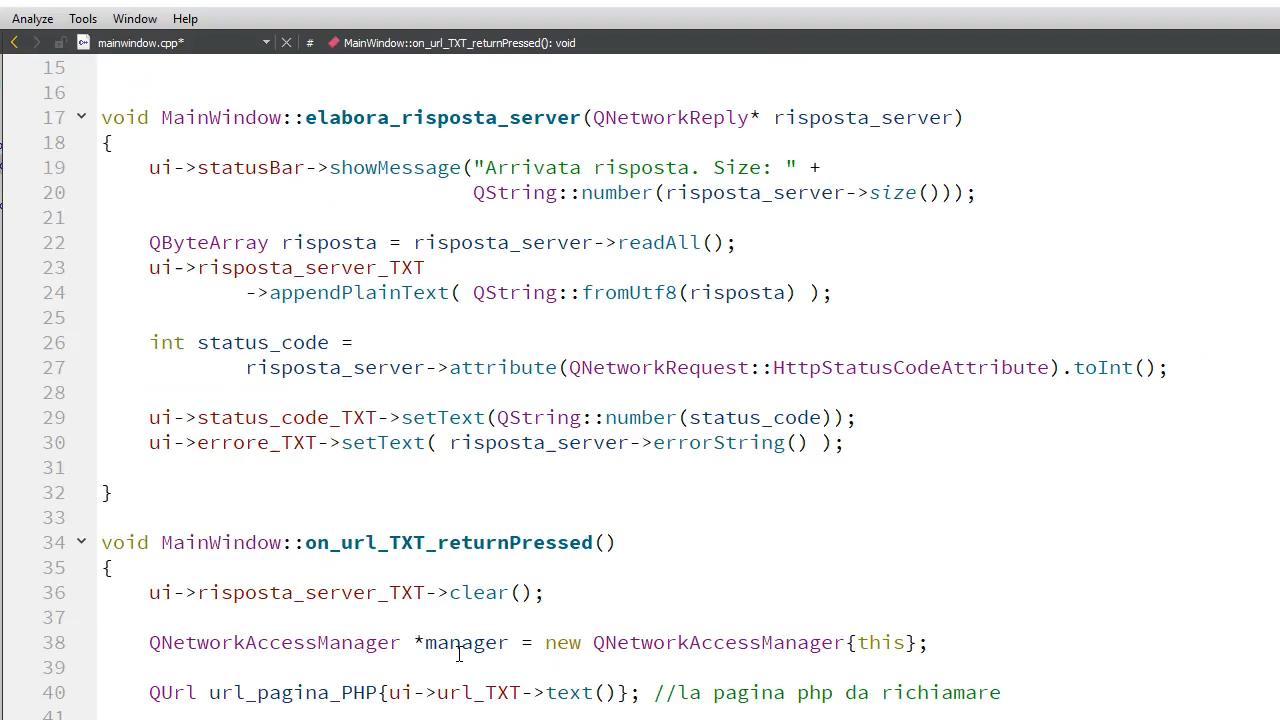 Analyze Tools Window Help
mainwindow.cpp* # MainWindow::on_url_TXT_returnPressed(): void
15
16
17 void MainWindow::elabora_risposta_server(QNetworkReply* risposta_server)
18 {
19 ui->statusBar->showMessage("Arrivata risposta. Size: " +
20 QString::number(risposta_server->size()));
21
22 QByteArray risposta = risposta_server->readAll();
23 ui->risposta_server_TXT
24 ->appendPlainText( QString::fromUtf8(risposta) );
25
26 int status_code =
27 risposta_server->attribute(QNetworkRequest::HttpStatusCodeAttribute).toInt();
28
29 ui->status_code_TXT->setText(QString::number(status_code));
30 ui->errore_TXT->setText( risposta_server->errorString() );
31
32 }
33
34 void MainWindow::on_url_TXT_returnPressed()
35 {
36 ui->risposta_server_TXT->clear();
37
38 QNetworkAccessManager *manager = new QNetworkAccessManager{this};
39
40 QUrl url_pagina_PHP{ui->url_TXT->text()}; //la pagina php da richiamare
41